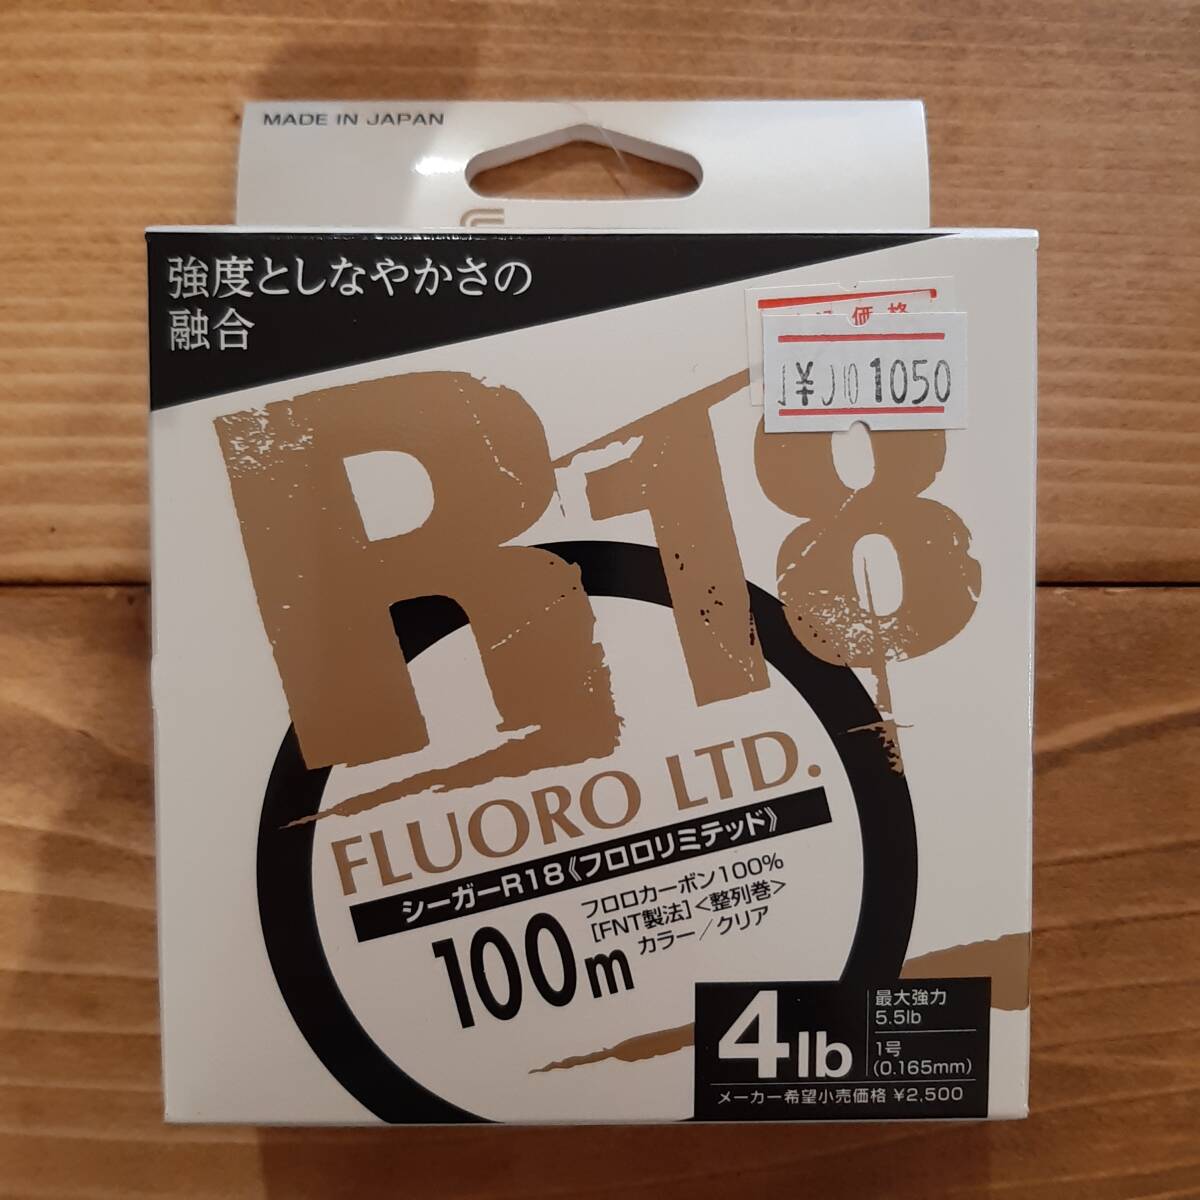 MADE IN JAPAN
強度としなやかさの
融合
価格
¥ 1050
R18
FLUORO LTD.
シーガーR18《フロロリミテッド》
100m
フロロカーボン100%
[FNT製法]<整列巻>
カラー／クリア
4lb
最大強力
5.5lb
1号
(0.165mm)
メーカー希望小売価格 ¥2,500